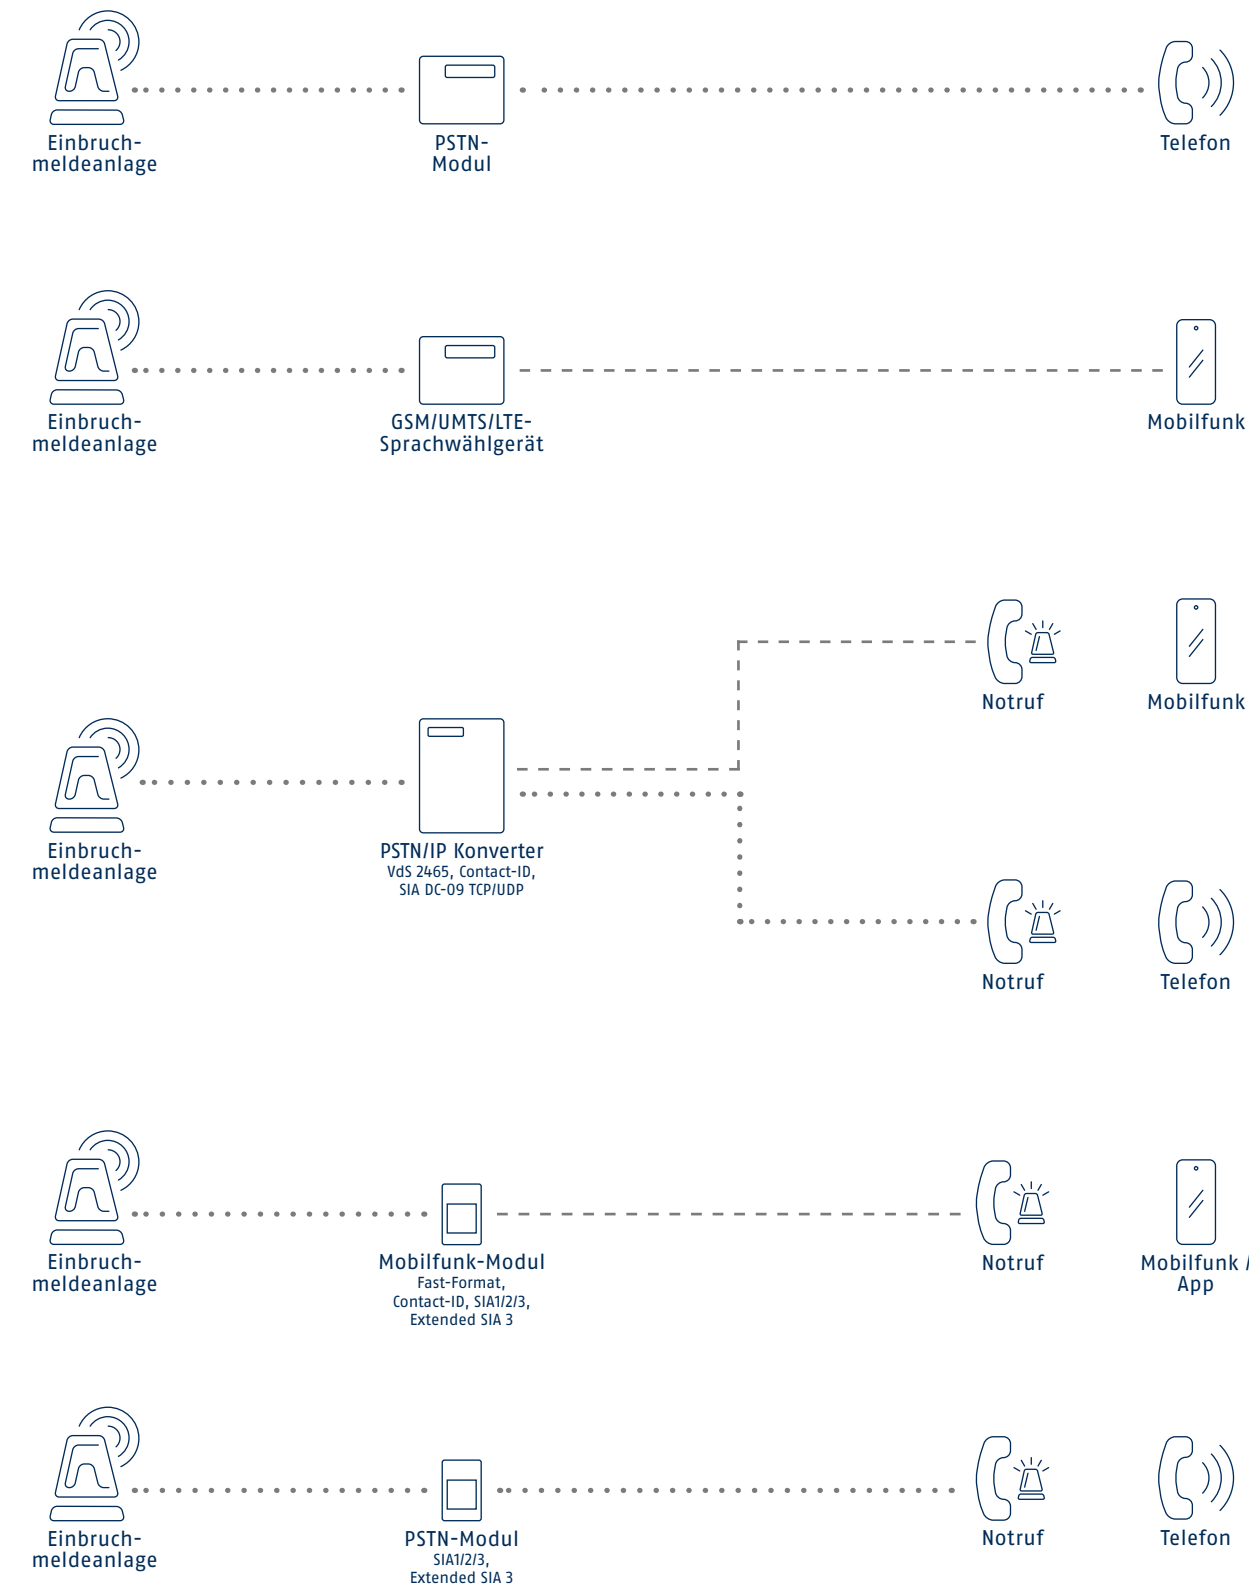 Einbruch-
meldeanlage
PSTN-
Modul
Telefon
Einbruch-
meldeanlage
GSM/UMTS/LTE-
Sprachwählgerät
Mobilfunk
Notruf
Mobilfunk
Einbruch-
meldeanlage
PSTN/IP Konverter
VdS 2465, Contact-ID,
SIA DC-09 TCP/UDP
Notruf
Telefon
Einbruch-
meldeanlage
Mobilfunk-Modul
Fast-Format,
Contact-ID, SIA1/2/3,
Extended SIA 3
Notruf
Mobilfunk /
App
Einbruch-
meldeanlage
PSTN-Modul
SIA1/2/3,
Extended SIA 3
Notruf
Telefon